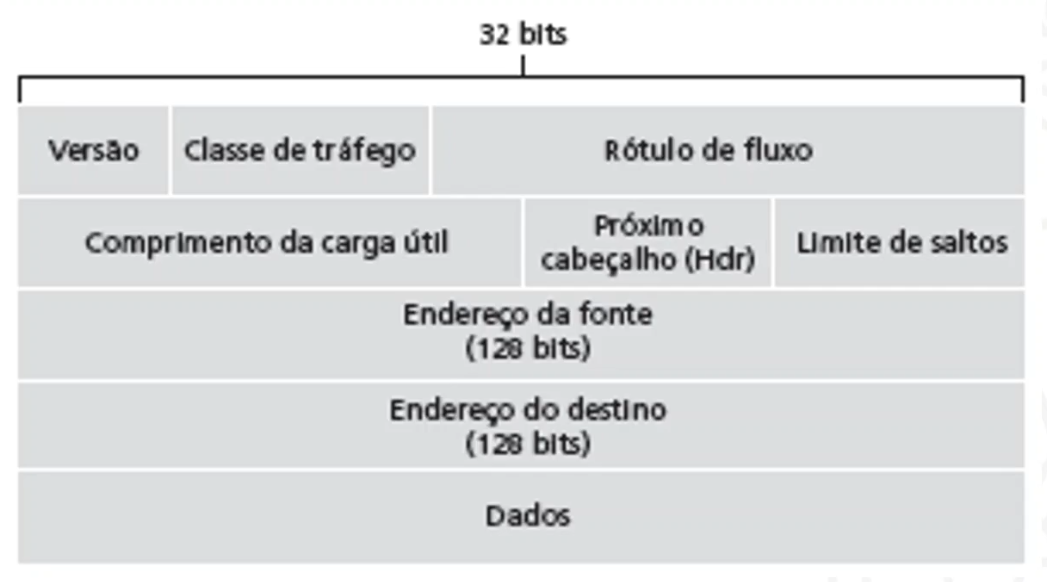 32 bits
Versão
Classe de tráfego
Rótulo de fluxo
Comprimento da carga útil
Próximo
cabeçalho (Hdr)
Limite de saltos
Endereço da fonte
(128 bits)
Endereço do destino
(128 bits)
Dados